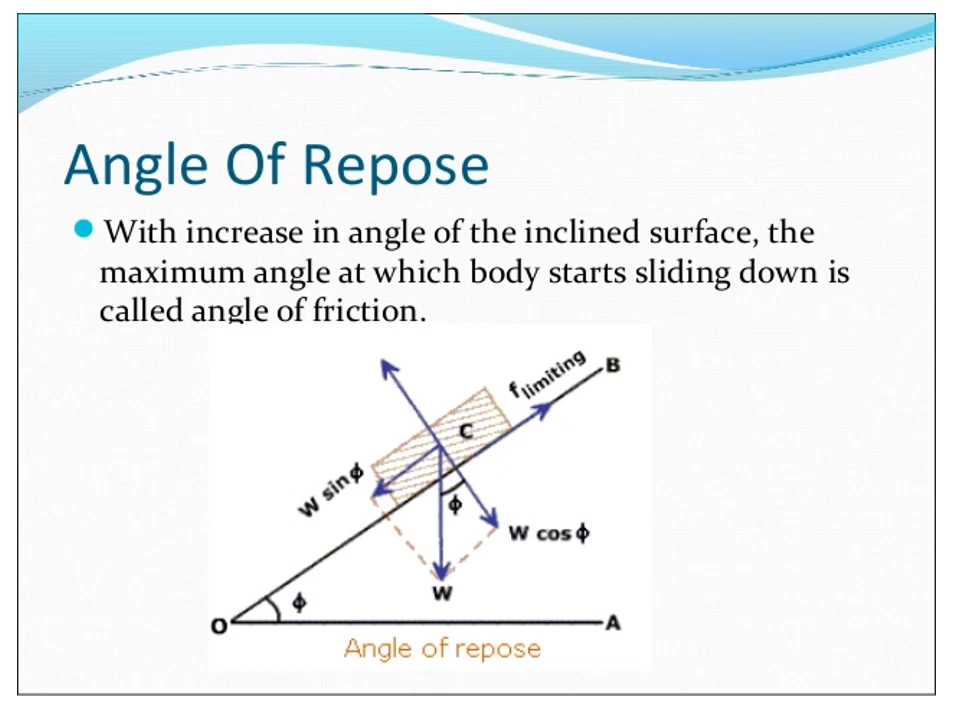 Angle Of Repose
With increase in angle of the inclined surface, the
maximum angle at which body starts sliding down is
called angle of friction.
flimiting
B
C
W sinϕ
ϕ
W cosϕ
W
ϕ
O
A
Angle of repose